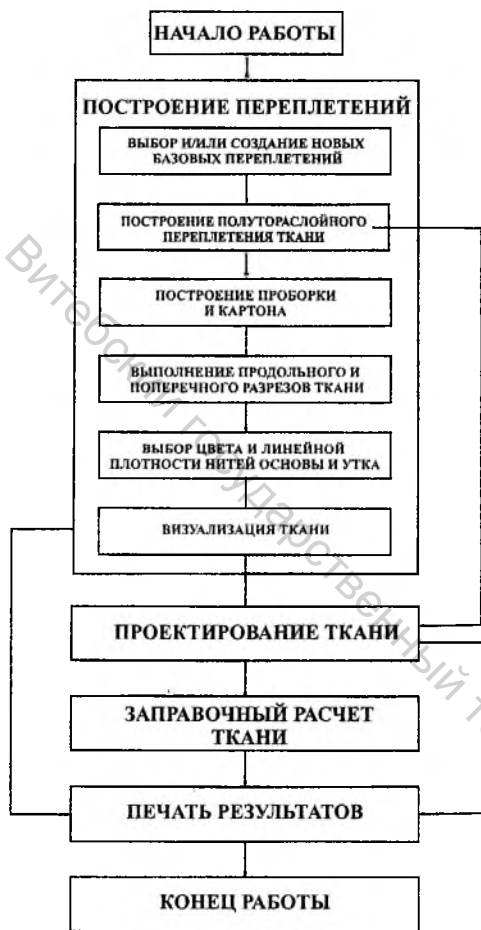 НАЧАЛО РАБОТЫ
ПОСТРОЕНИЕ ПЕРЕПЛЕТЕНИЙ
ВЫБОР И/ИЛИ СОЗДАНИЕ НОВЫХ
БАЗОВЫХ ПЕРЕПЛЕТЕНИЙ
ПОСТРОЕНИЕ ПОЛУТОРАСЛОЙНОГО
ПЕРЕПЛЕТЕНИЯ ТКАНИ
ПОСТРОЕНИЕ ПРОБОРКИ
И КАРТОНА
ВЫПОЛНЕНИЕ ПРОДОЛЬНОГО И
ПОПЕРЕЧНОГО РАЗРЕЗОВ ТКАНИ
ВЫБОР ЦВЕТА И ЛИНЕЙНОЙ
ПЛОТНОСТИ НИТЕЙ ОСНОВЫ И УТКА
ВИЗУАЛИЗАЦИЯ ТКАНИ
ПРОЕКТИРОВАНИЕ ТКАНИ
ЗАПРАВОЧНЫЙ РАСЧЕТ
ТКАНИ
ПЕЧАТЬ РЕЗУЛЬТАТОВ
КОНЕЦ РАБОТЫ
Витебский государственный